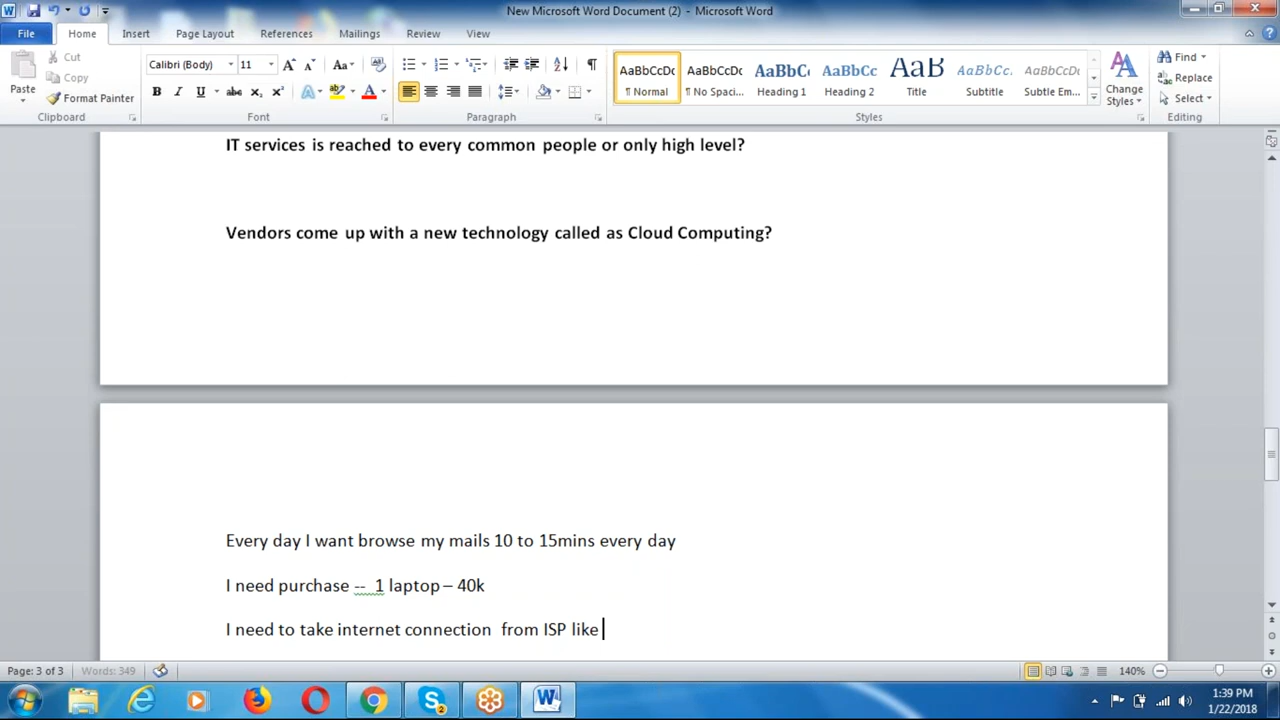 New Microsoft Word Document (2) - Microsoft Word
File Home Insert Page Layout References Mailings Review View
Cut
Copy
Format Painter
Paste
Clipboard
Calibri (Body) 11
Font
Paragraph
AaBbCcDc AaBbCcDc AaBbC AaBbCc AaB AaBbCc. AaBbCcDc
¶ Normal ¶ No Spaci... Heading 1 Heading 2 Title Subtitle Subtle Em...
Change Styles
Styles
Find
Replace
Select
Editing
IT services is reached to every common people or only high level?
Vendors come up with a new technology called as Cloud Computing?
Every day I want browse my mails 10 to 15mins every day
I need purchase -- 1 laptop – 40k
I need to take internet connection from ISP like
Page: 3 of 3 Words: 349 140%
1:39 PM
1/22/2018